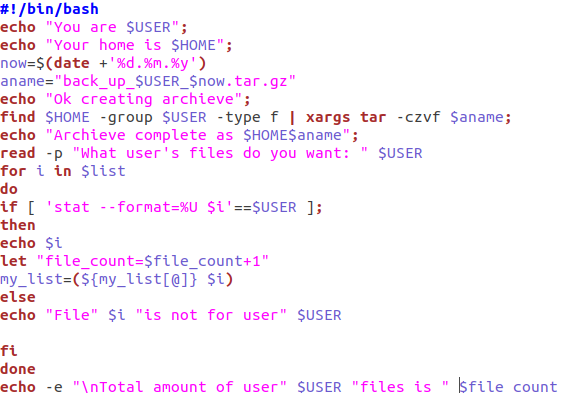 #!/bin/bash
echo "You are $USER";
echo "Your home is $HOME";
now=$(date +'%d.%m.%y')
aname="back_up_$USER_$now.tar.gz"
echo "Ok creating archieve";
find $HOME -group $USER -type f | xargs tar -czvf $aname;
echo "Archieve complete as $HOME$aname";
read -p "What user's files do you want: " $USER
for i in $list
do
if [ 'stat --format=%U $i'==$USER ];
then
echo $i
let "file_count=$file_count+1"
my_list=(${my_list[@]} $i)
else
echo "File" $i "is not for user" $USER
fi
done
echo -e "\nTotal amount of user" $USER "files is " $file count